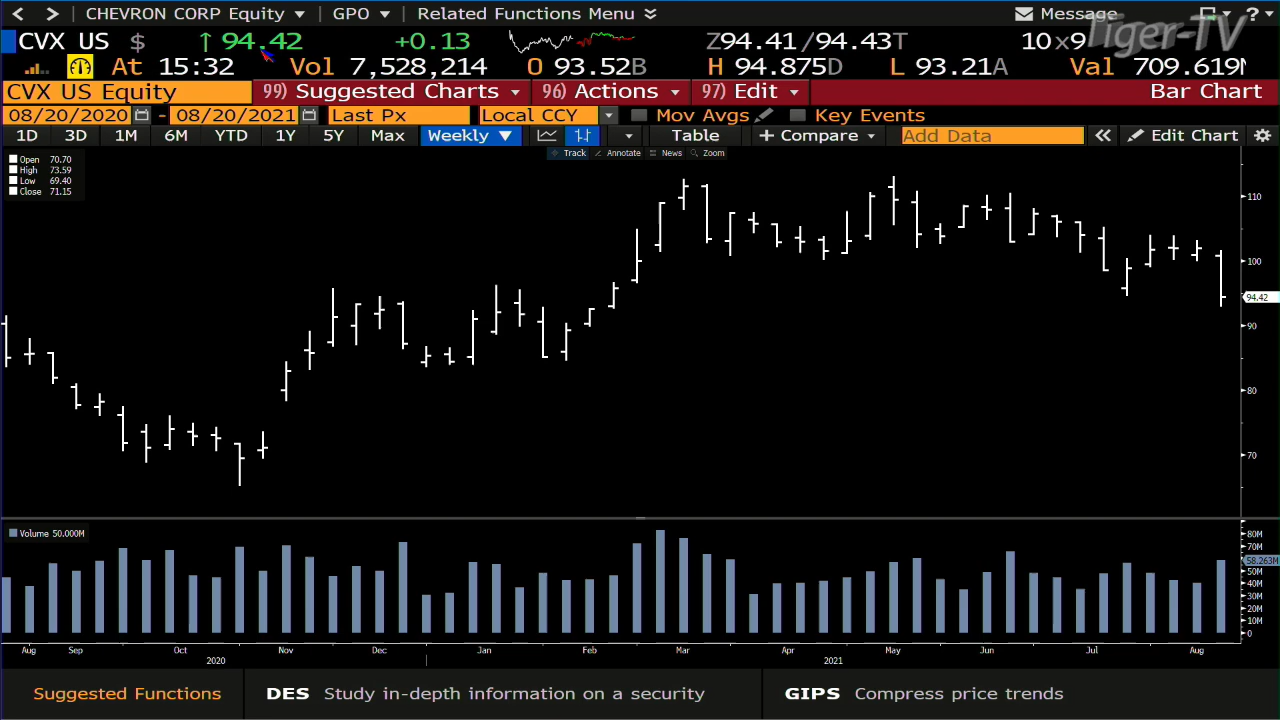 < > CHEVRON CORP Equity ▾ | GPO ▾ | Related Functions Menu Message ? ▾
CVX US $ ↑ 94.42 +0.13 Z94.41/94.43T 10×9 Tiger-TV
At 15:32 Vol 7,528,214 O 93.52B H 94.875D L 93.21A Val 709.619M
CVX US Equity 99) Suggested Charts ▾ 96) Actions ▾ 97) Edit ▾ Bar Chart
08/20/2020 - 08/20/2021 Last Px Local CCY Mov Avgs Key Events
1D 3D 1M 6M YTD 1Y 5Y Max Weekly ▼ Table + Compare ▾ Add Data « Edit Chart
Track Annotate News Zoom
Open 70.70
High 73.59
Low 69.40
Close 71.15
110
100
94.42
90
80
70
Volume 50.000M
80M
70M
58.263M
50M
40M
30M
20M
10M
0
Aug Sep Oct Nov Dec Jan Feb Mar Apr May Jun Jul Aug
2020 2021
Suggested Functions DES Study in-depth information on a security GIPS Compress price trends